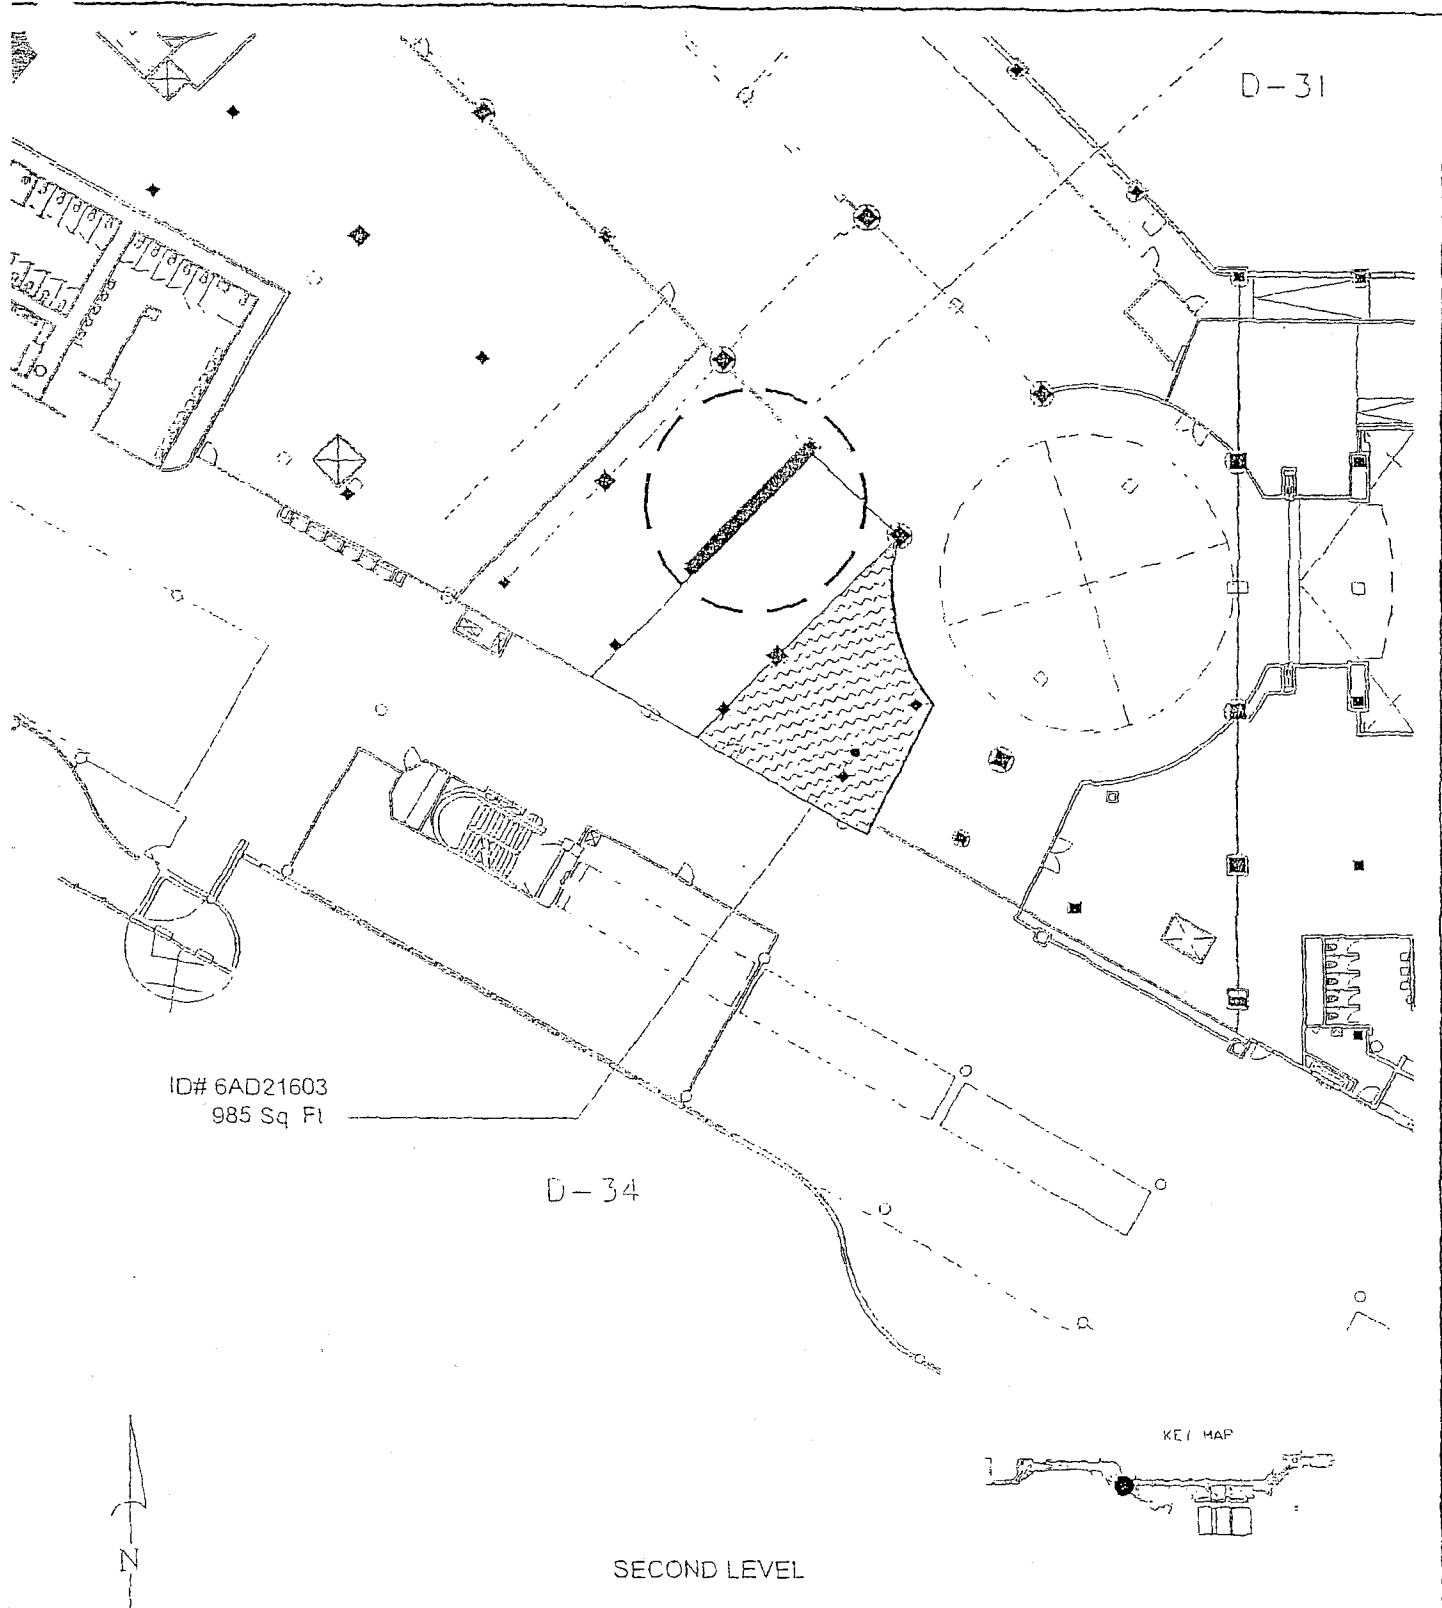 D-31
ID# 6AD21603
985 Sq Ft
D-34
KEY MAP
N
SECOND LEVEL